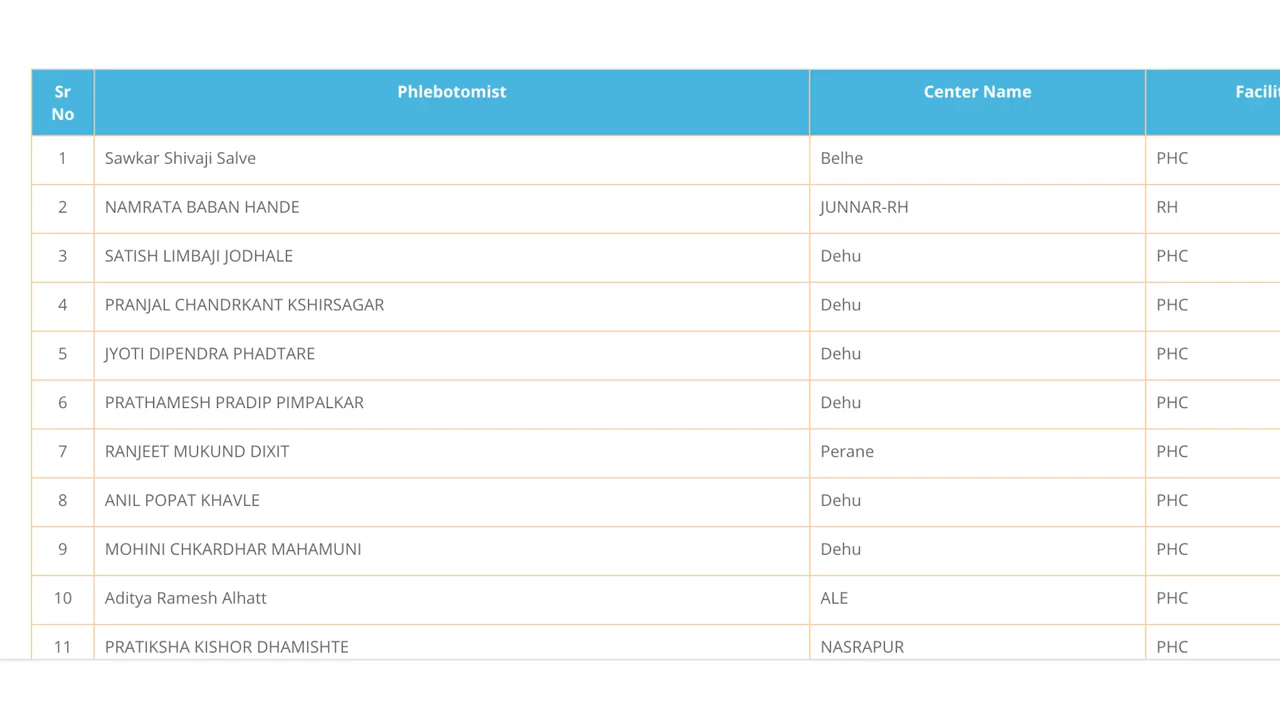 Sr No Phlebotomist Center Name Facilit
1 Sawkar Shivaji Salve Belhe PHC
2 NAMRATA BABAN HANDE JUNNAR-RH RH
3 SATISH LIMBAJI JODHALE Dehu PHC
4 PRANJAL CHANDRKANT KSHIRSAGAR Dehu PHC
5 JYOTI DIPENDRA PHADTARE Dehu PHC
6 PRATHAMESH PRADIP PIMPALKAR Dehu PHC
7 RANJEET MUKUND DIXIT Perane PHC
8 ANIL POPAT KHAVLE Dehu PHC
9 MOHINI CHKARDHAR MAHAMUNI Dehu PHC
10 Aditya Ramesh Alhatt ALE PHC
11 PRATIKSHA KISHOR DHAMISHTE NASRAPUR PHC